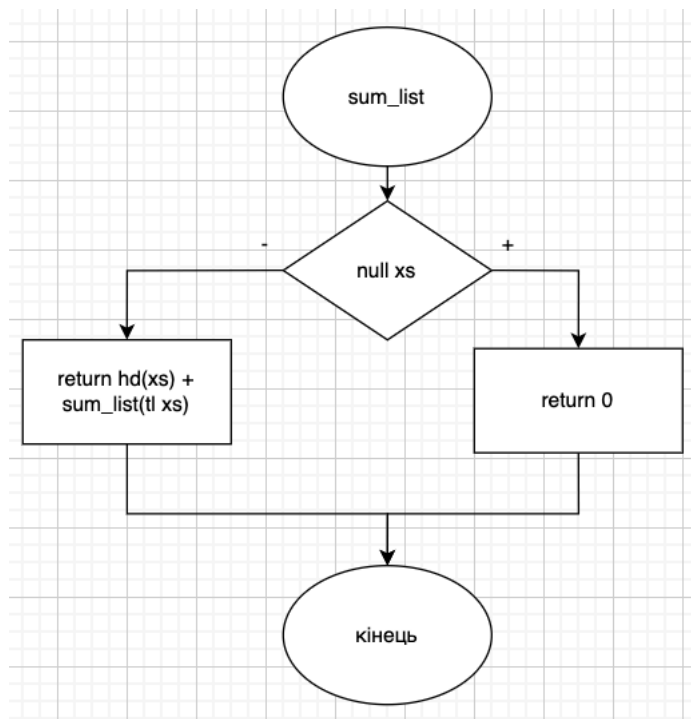 sum_list
null xs
-
+
return hd(xs) +
sum_list(tl xs)
return 0
кінець